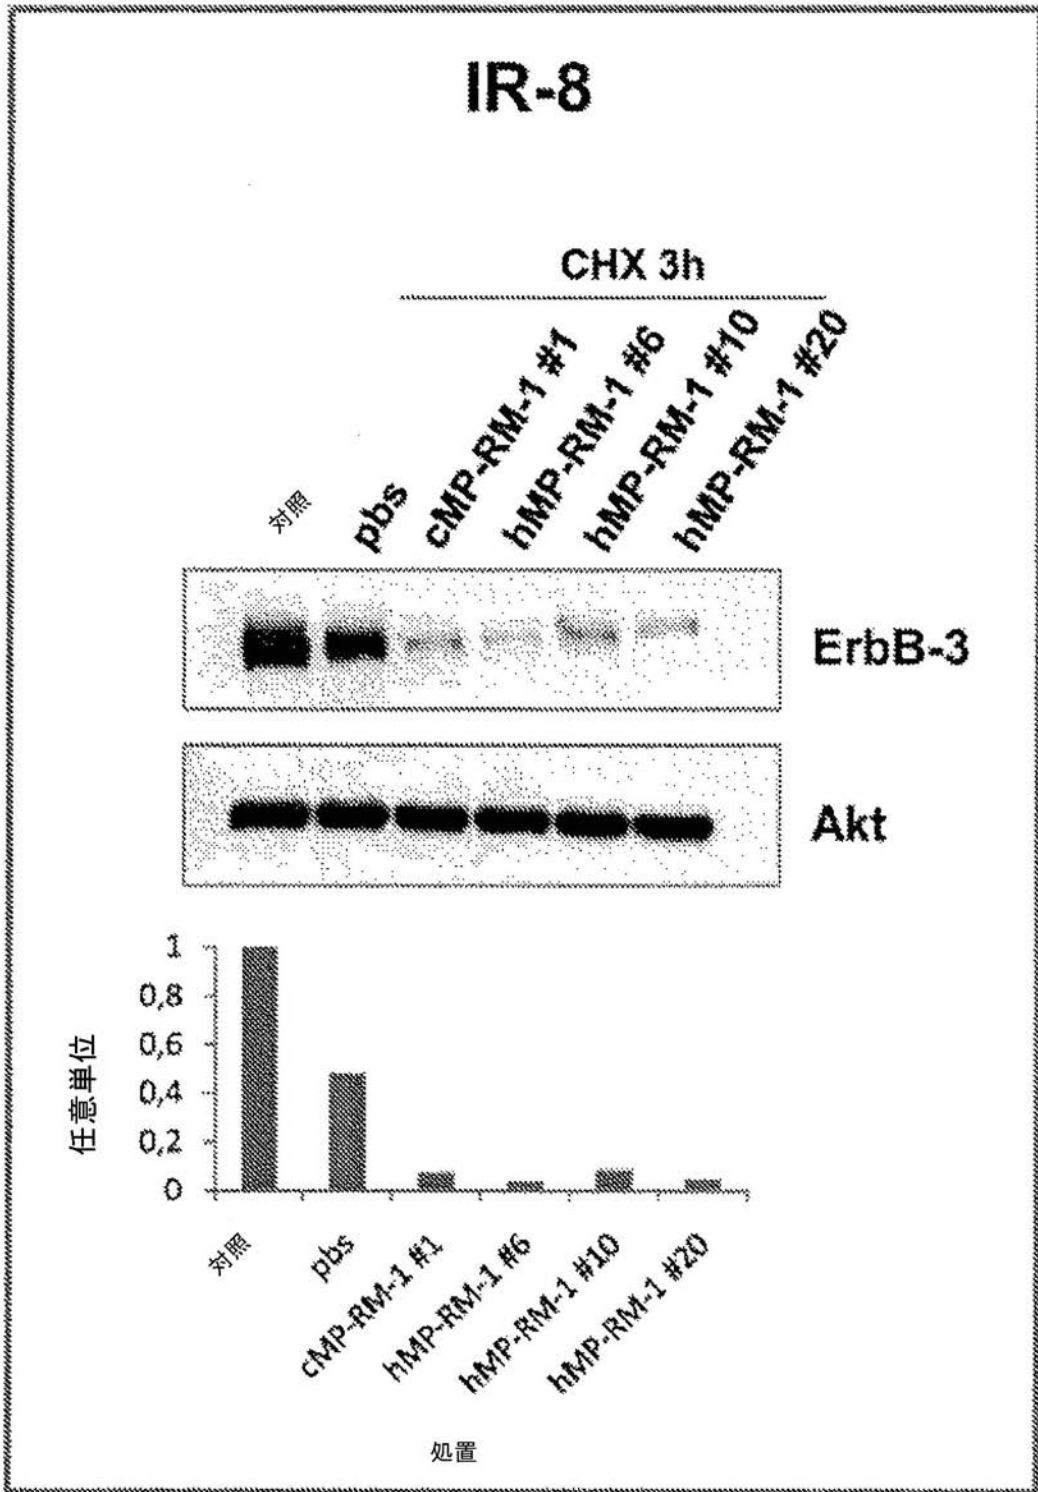 IR-8
CHX 3h
対照
pbs
cMP-RM-1 #1
hMP-RM-1 #6
hMP-RM-1 #10
hMP-RM-1 #20
ErbB-3
Akt
任意単位
1
0,8
0,6
0,4
0,2
0
対照
pbs
cMP-RM-1 #1
hMP-RM-1 #6
hMP-RM-1 #10
hMP-RM-1 #20
処置